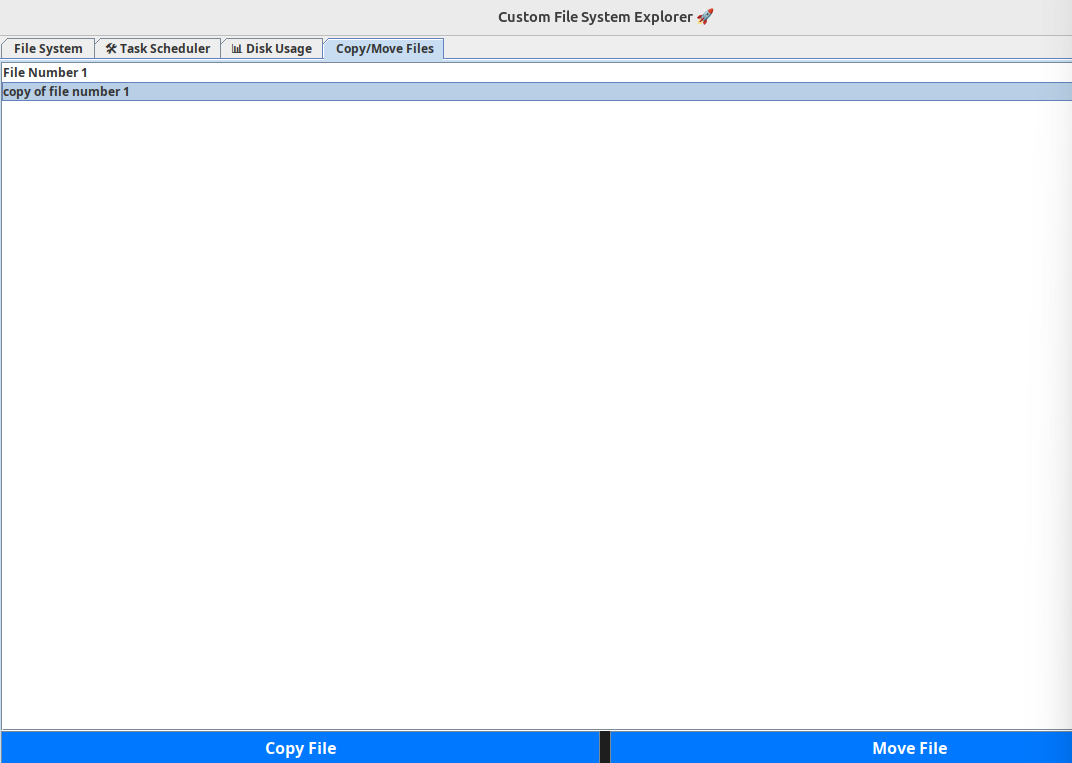 Custom File System Explorer 🚀
File System 🛠 Task Scheduler 📊 Disk Usage Copy/Move Files
File Number 1
copy of file number 1
Copy File Move File